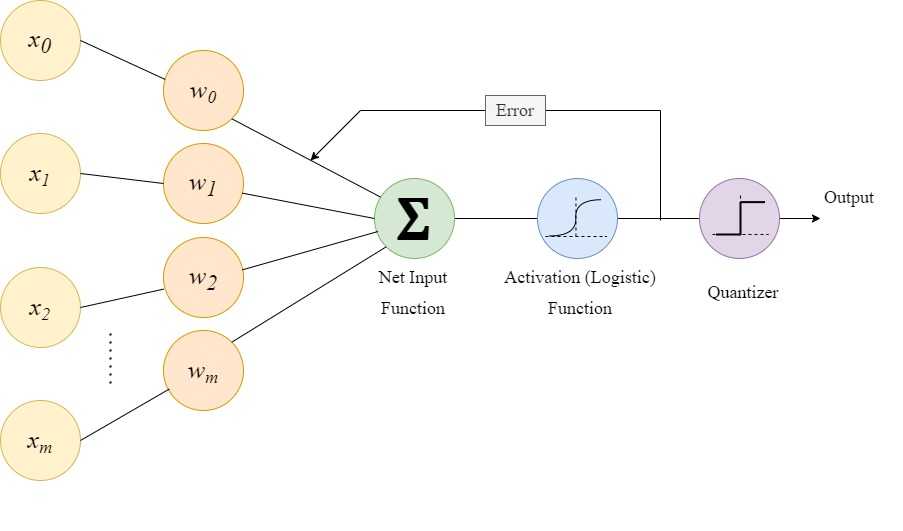 x0
w0
Error
x1
w1
Σ
Output
w2
Net Input
Function
Activation (Logistic)
Function
Quantizer
x2
wm
xm